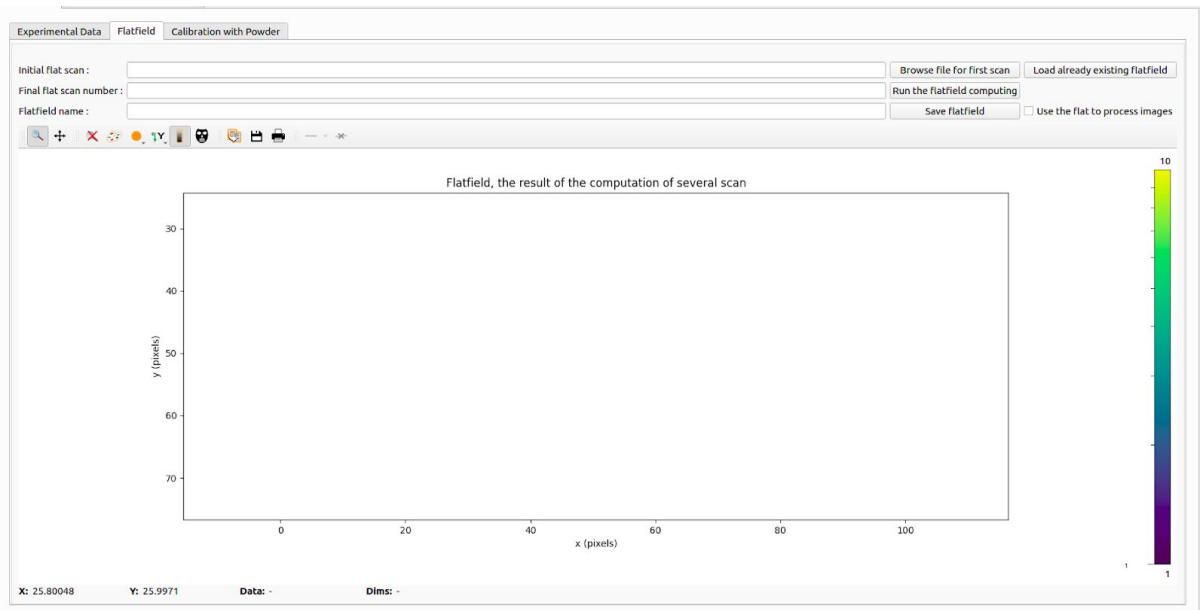 Experimental Data Flatfield Calibration with Powder
Initial flat scan : Browse file for first scan Load already existing flatfield
Final flat scan number : Run the flatfield computing
Flatfield name : Save flatfield Use the flat to process images
10
Flatfield, the result of the computation of several scan
30
40
50
60
70
y (pixels)
0 20 40 60 80 100
x (pixels)
1
1
X: 25.80048 Y: 25.9971 Data: - Dims: -